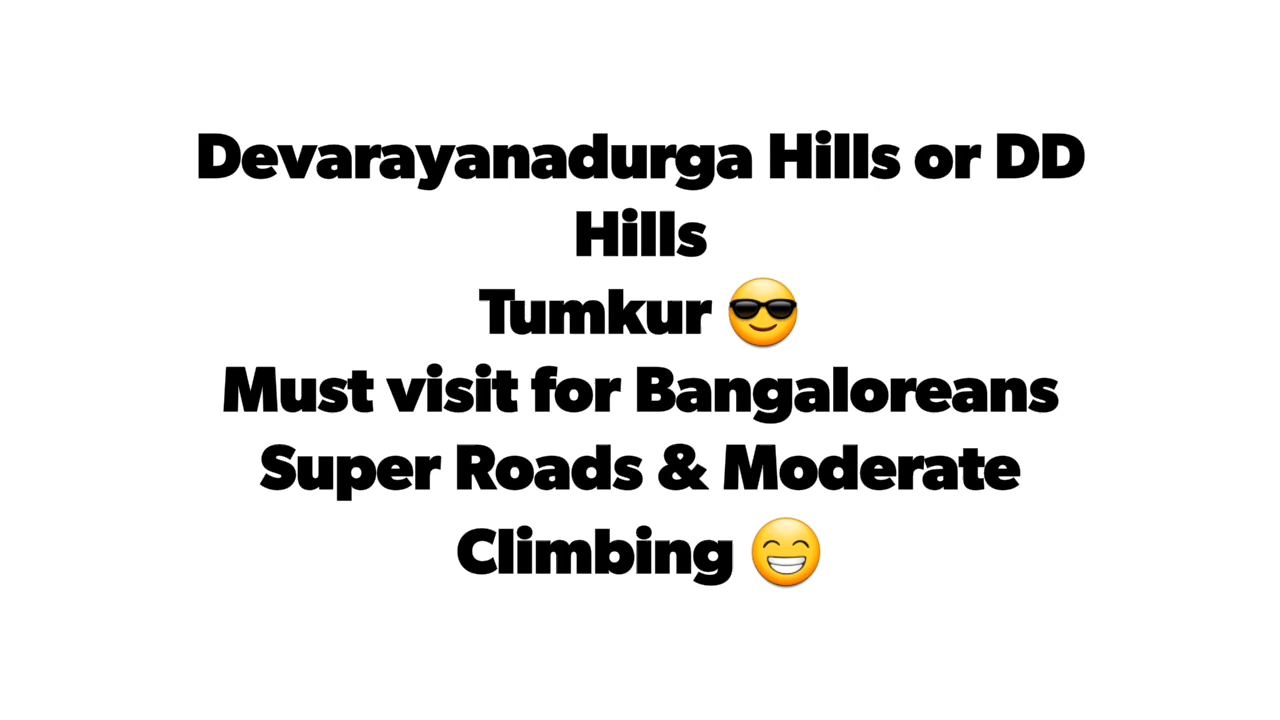 Devarayanadurga Hills or DD
Hills
Tumkur 😎
Must visit for Bangaloreans
Super Roads & Moderate
Climbing 😁